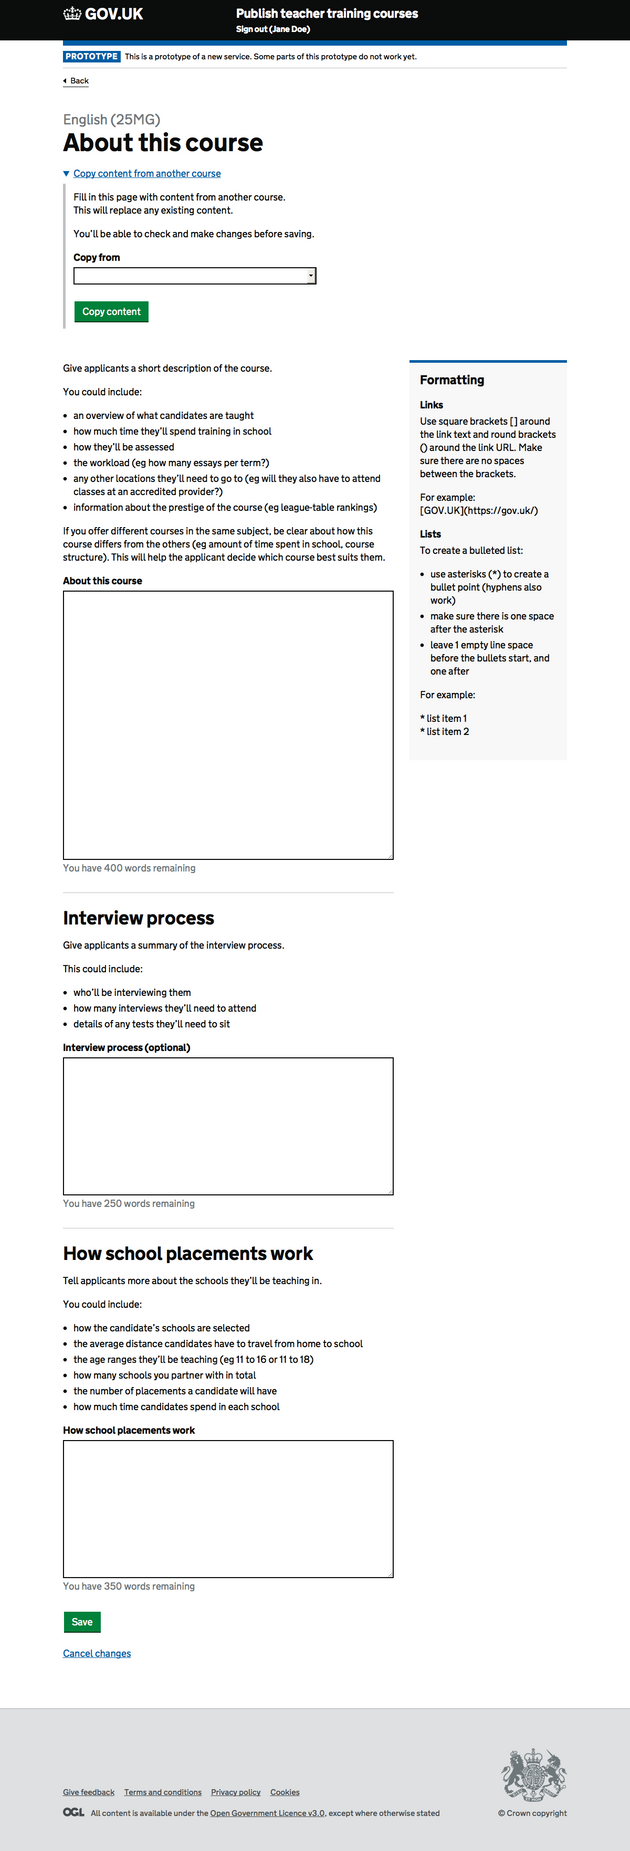 GOV.UK
Publish teacher training courses
Sign out (Jane Doe)
PROTOTYPE This is a prototype of a new service. Some parts of this prototype do not work yet.
Back
English (25MG)
About this course
Copy content from another course
Fill in this page with content from another course.
This will replace any existing content.
You'll be able to check and make changes before saving.
Copy from
Copy content
Give applicants a short description of the course.
You could include:
• an overview of what candidates are taught
• how much time they'll spend training in school
• how they'll be assessed
• the workload (eg how many essays per term?)
• any other locations they'll need to go to (eg will they also have to attend
classes at an accredited provider?)
• information about the prestige of the course (eg league-table rankings)
If you offer different courses in the same subject, be clear about how this
course differs from the others (eg amount of time spent in school, course
structure). This will help the applicant decide which course best suits them.
About this course
You have 400 words remaining
Formatting
Links
Use square brackets [ ] around
the link text and round brackets
() around the link URL. Make
sure there are no spaces
between the brackets.
For example:
[GOV.UK](https://gov.uk/)
Lists
To create a bulleted list:
• use asterisks (*) to create a
bullet point (hyphens also
work)
• make sure there is one space
after the asterisk
• leave 1 empty line space
before the bullets start, and
one after
For example:
* list item 1
* list item 2
Interview process
Give applicants a summary of the interview process.
This could include:
• who'll be interviewing them
• how many interviews they'll need to attend
• details of any tests they'll need to sit
Interview process (optional)
You have 250 words remaining
How school placements work
Tell applicants more about the schools they'll be teaching in.
You could include:
• how the candidate's schools are selected
• the average distance candidates have to travel from home to school
• the age ranges they'll be teaching (eg 11 to 16 or 11 to 18)
• how many schools you partner with in total
• the number of placements a candidate will have
• how much time candidates spend in each school
How school placements work
You have 350 words remaining
Save
Cancel changes
Give feedback Terms and conditions Privacy policy Cookies
OGL All content is available under the Open Government Licence v3.0, except where otherwise stated
© Crown copyright